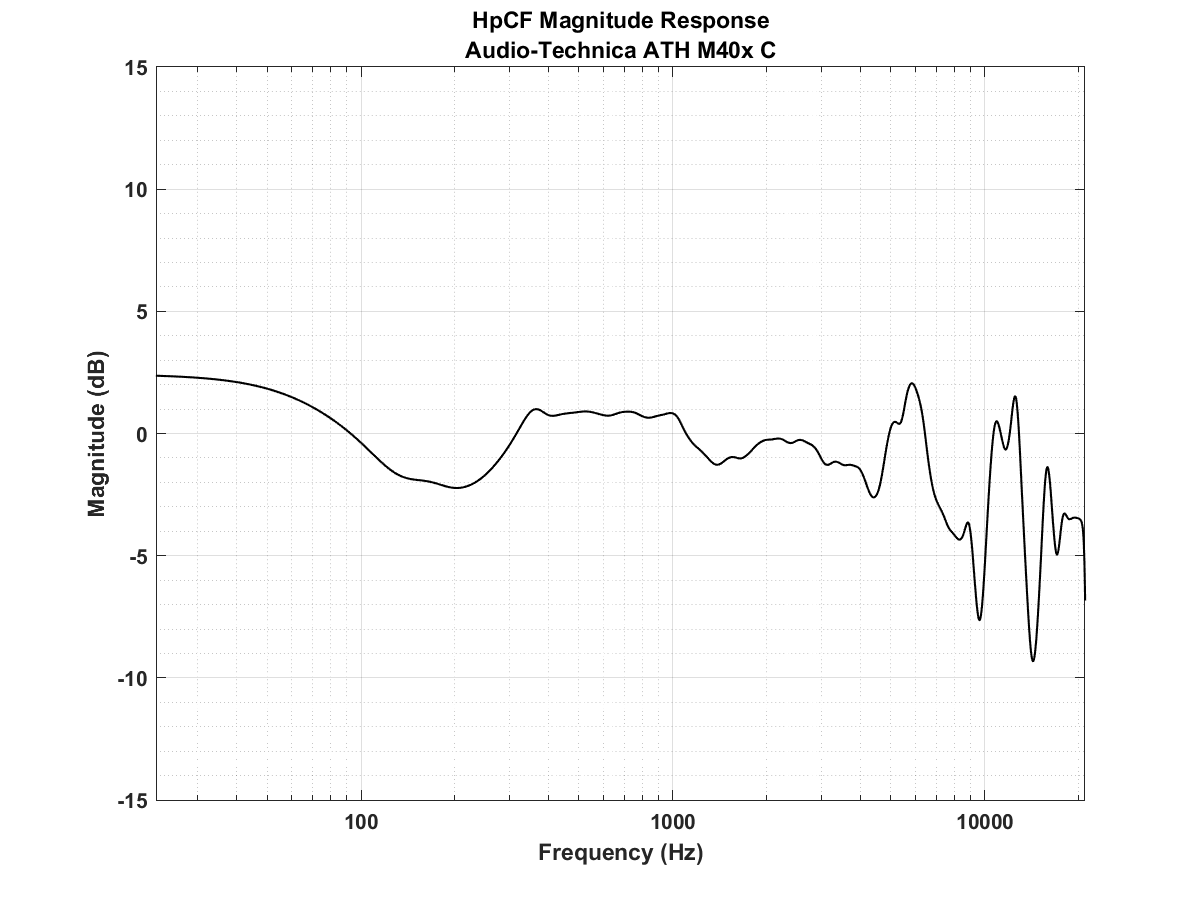 HpCF Magnitude Response
Audio-Technica ATH M40x C
15
10
5
0
-5
-10
-15
Magnitude (dB)
100
1000
10000
Frequency (Hz)